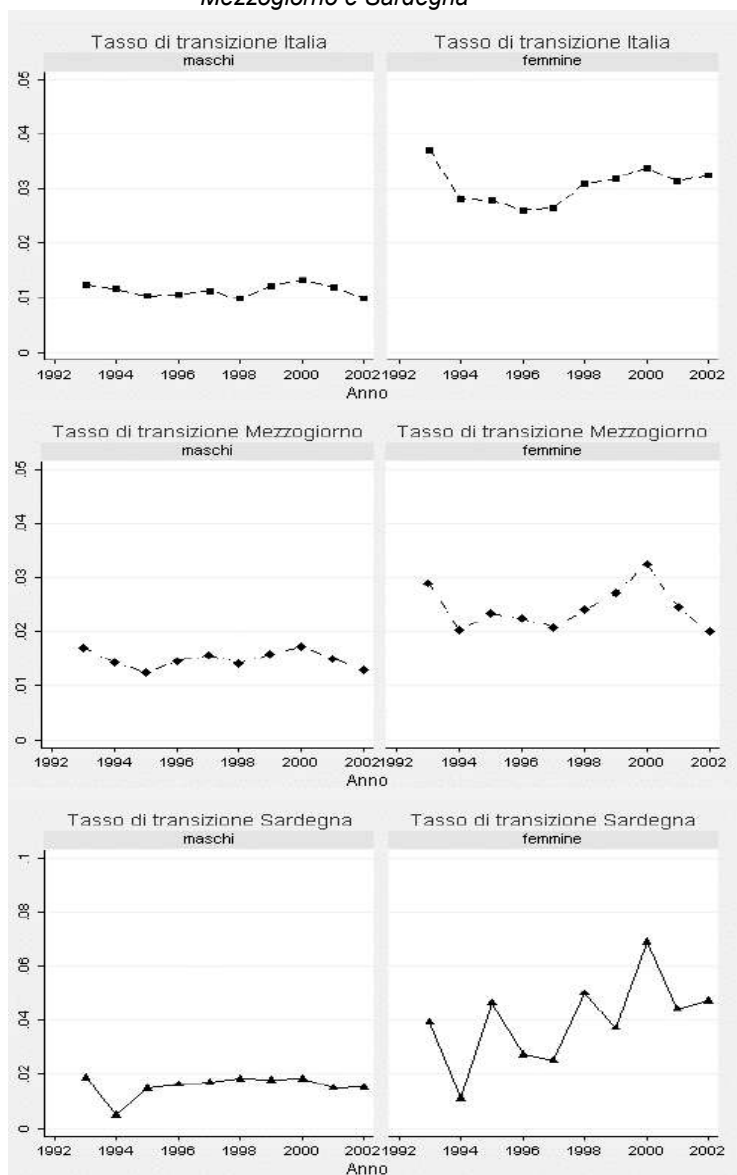 Mezzogiorno e Sardegna
Tasso di transizione Italia Tasso di transizione Italia
maschi femmine
.05
.04
.03
.02
.01
0
1992 1994 1996 1998 2000 2002 1992 1994 1996 1998 2000 2002
Anno
Tasso di transizione Mezzogiorno Tasso di transizione Mezzogiorno
maschi femmine
.05
.04
.03
.02
.01
0
1992 1994 1996 1998 2000 2002 1992 1994 1996 1998 2000 2002
Anno
Tasso di transizione Sardegna Tasso di transizione Sardegna
maschi femmine
.1
.08
.06
.04
.02
0
1992 1994 1996 1998 2000 2002 1992 1994 1996 1998 2000 2002
Anno